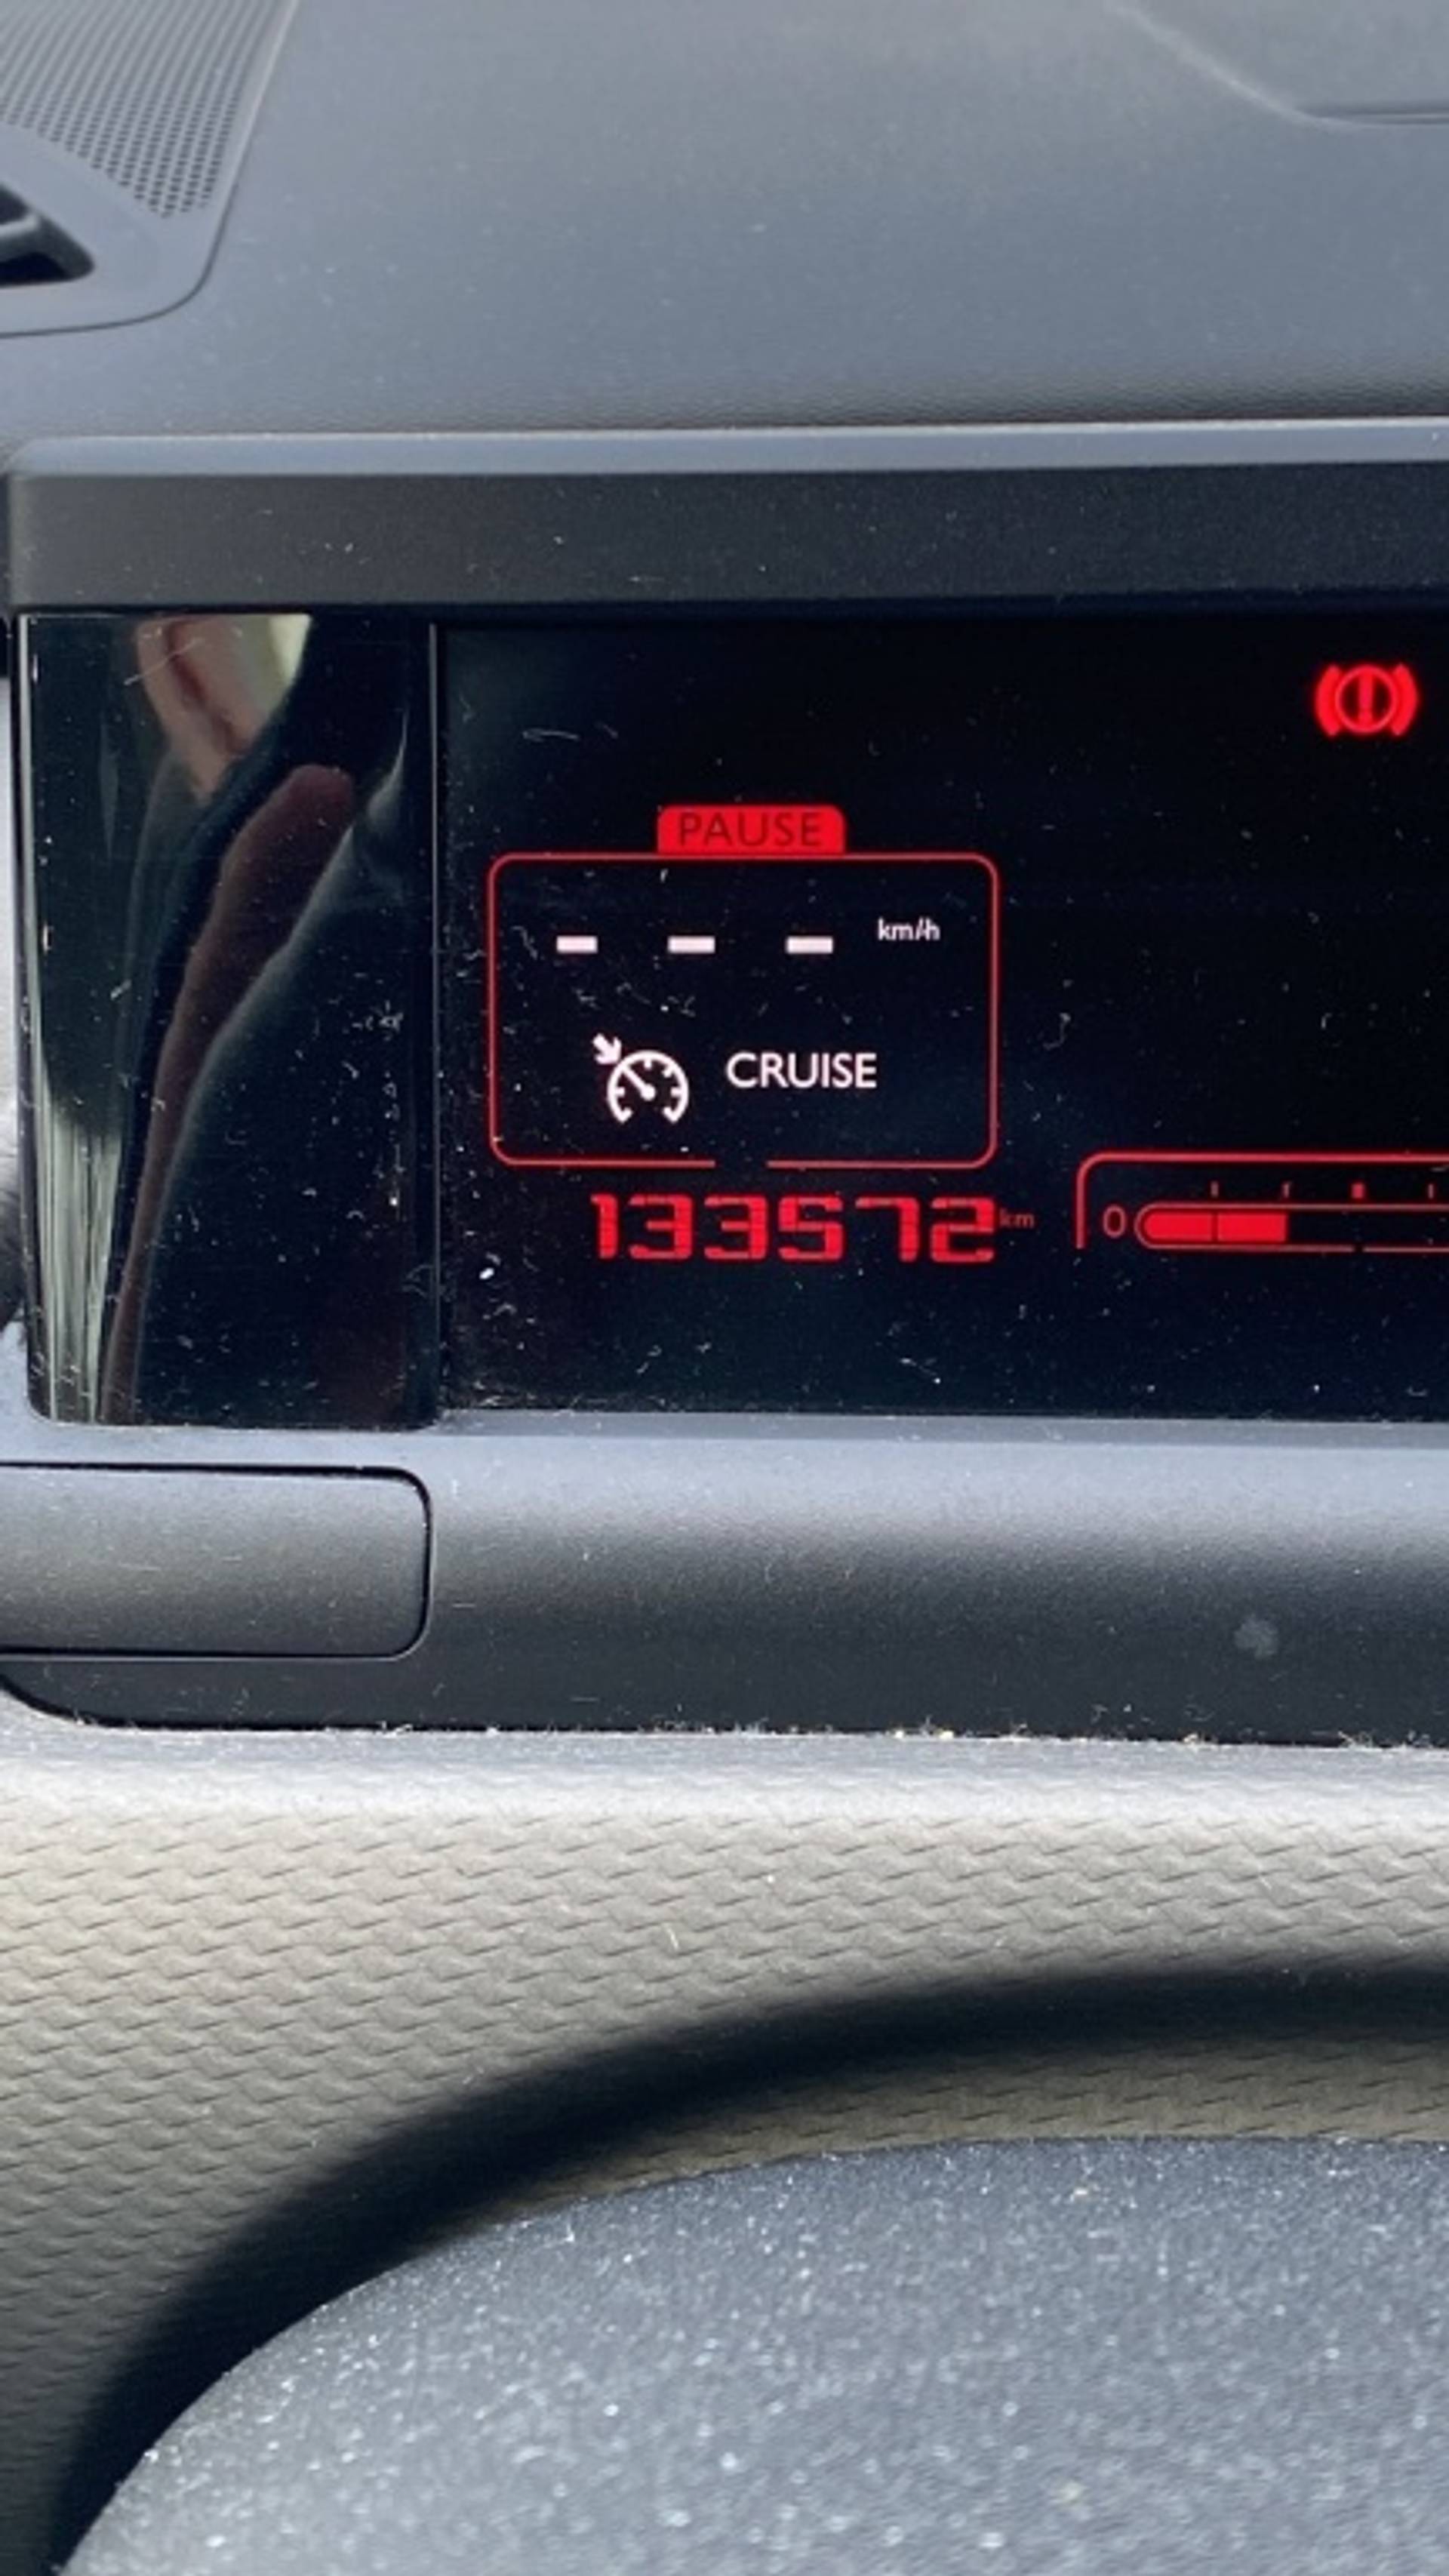 PAUSE
- - - km/h
CRUISE
133572 km
0